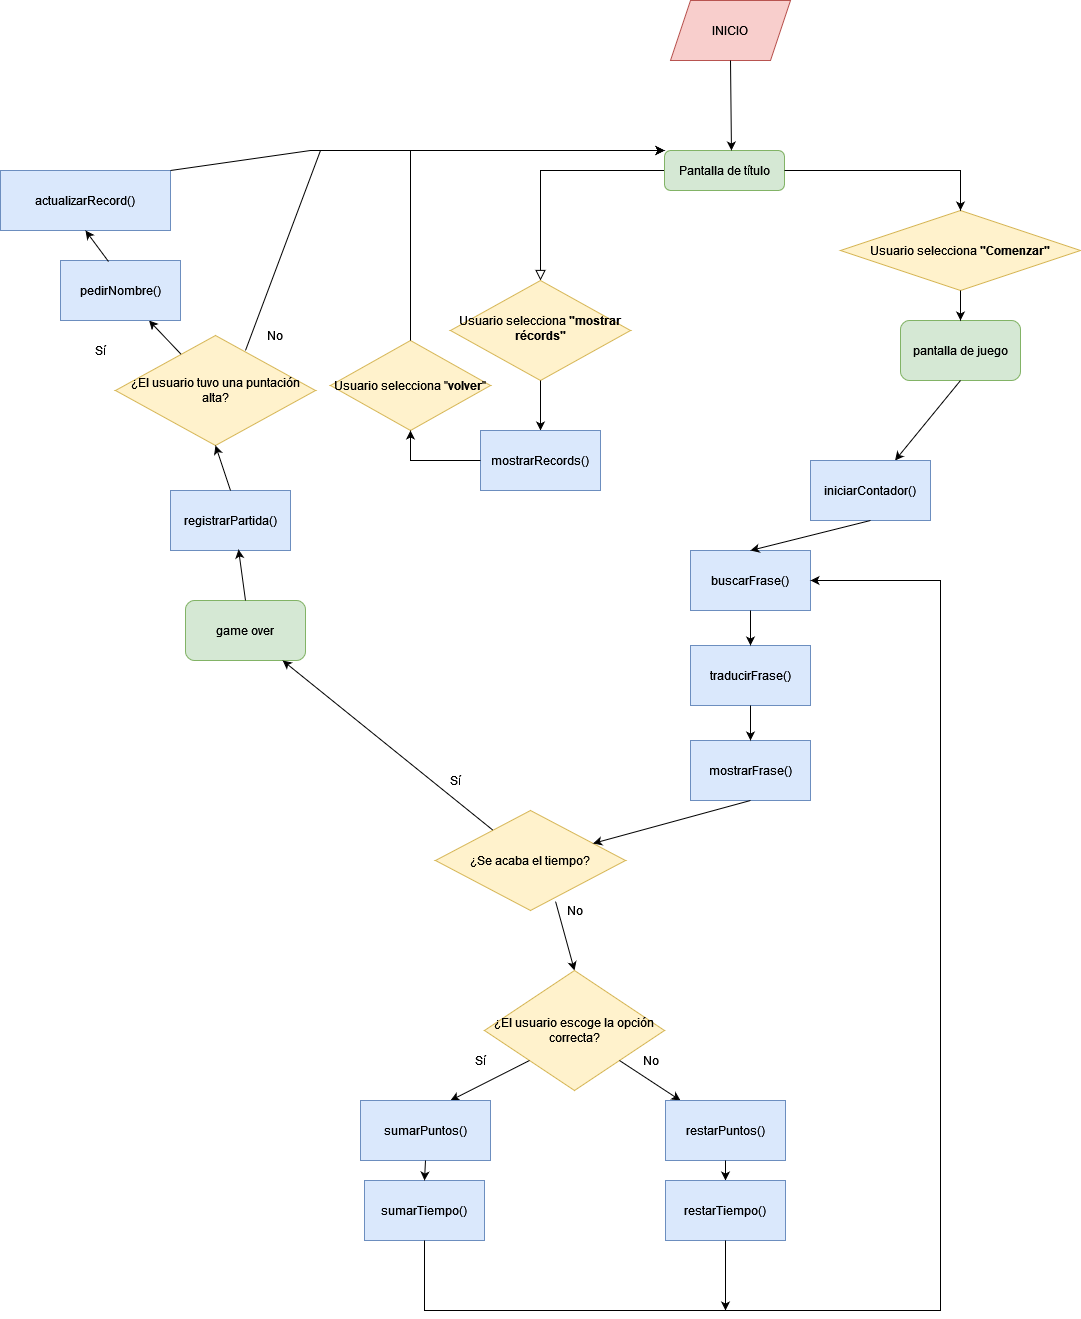 INICIO
Pantalla de título
actualizarRecord()
Usuario selecciona "Comenzar"
pedirNombre()
Usuario selecciona "mostrar
récords"
No
Sí
pantalla de juego
¿El usuario tuvo una puntación
alta?
Usuario selecciona "volver"
mostrarRecords()
iniciarContador()
registrarPartida()
buscarFrase()
game over
traducirFrase()
mostrarFrase()
Sí
¿Se acaba el tiempo?
No
¿El usuario escoge la opción
correcta?
Sí
No
sumarPuntos()
restarPuntos()
sumarTiempo()
restarTiempo()